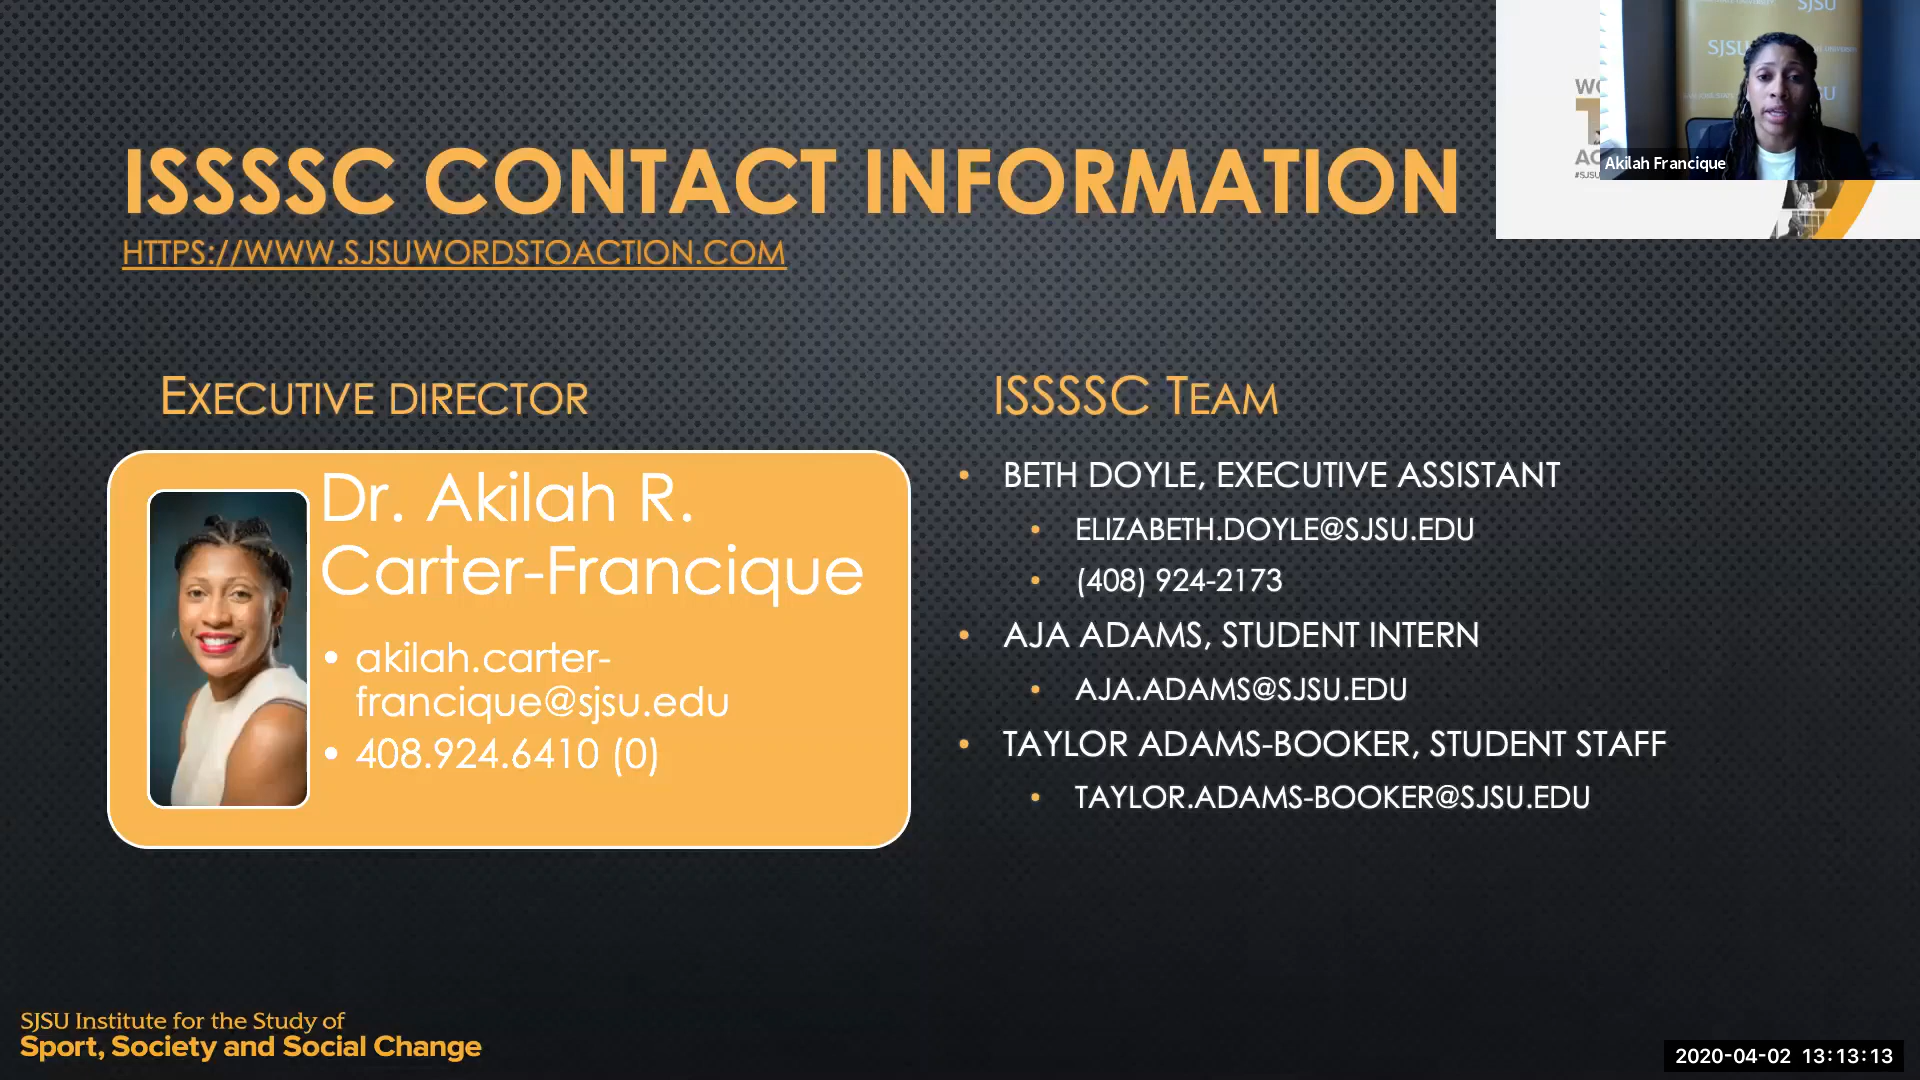 ISSSSC CONTACT INFORMATION
HTTPS://WWW.SJSUWORDSTOACTION.COM
EXECUTIVE DIRECTOR
Dr. Akilah R.
Carter-Francique
• akilah.carter-
francique@sjsu.edu
• 408.924.6410 (0)
ISSSSC TEAM
• BETH DOYLE, EXECUTIVE ASSISTANT
• ELIZABETH.DOYLE@SJSU.EDU
• (408) 924-2173
• AJA ADAMS, STUDENT INTERN
• AJA.ADAMS@SJSU.EDU
• TAYLOR ADAMS-BOOKER, STUDENT STAFF
• TAYLOR.ADAMS-BOOKER@SJSU.EDU
SJSU
SJSU
Akilah Francique
SJSU Institute for the Study of
Sport, Society and Social Change
2020-04-02 13:13:13